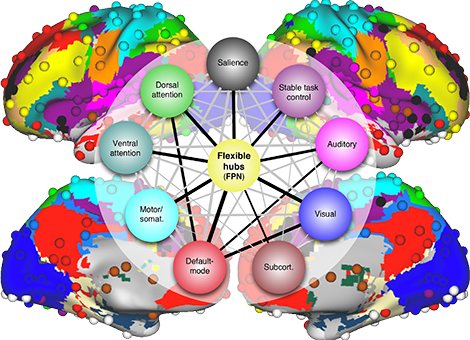 Salience
Dorsal
attention
Stable task
control
Ventral
attention
Flexible
hubs
(FPN)
Auditory
Motor/
somat.
Visual
Default-
mode
Subcort.